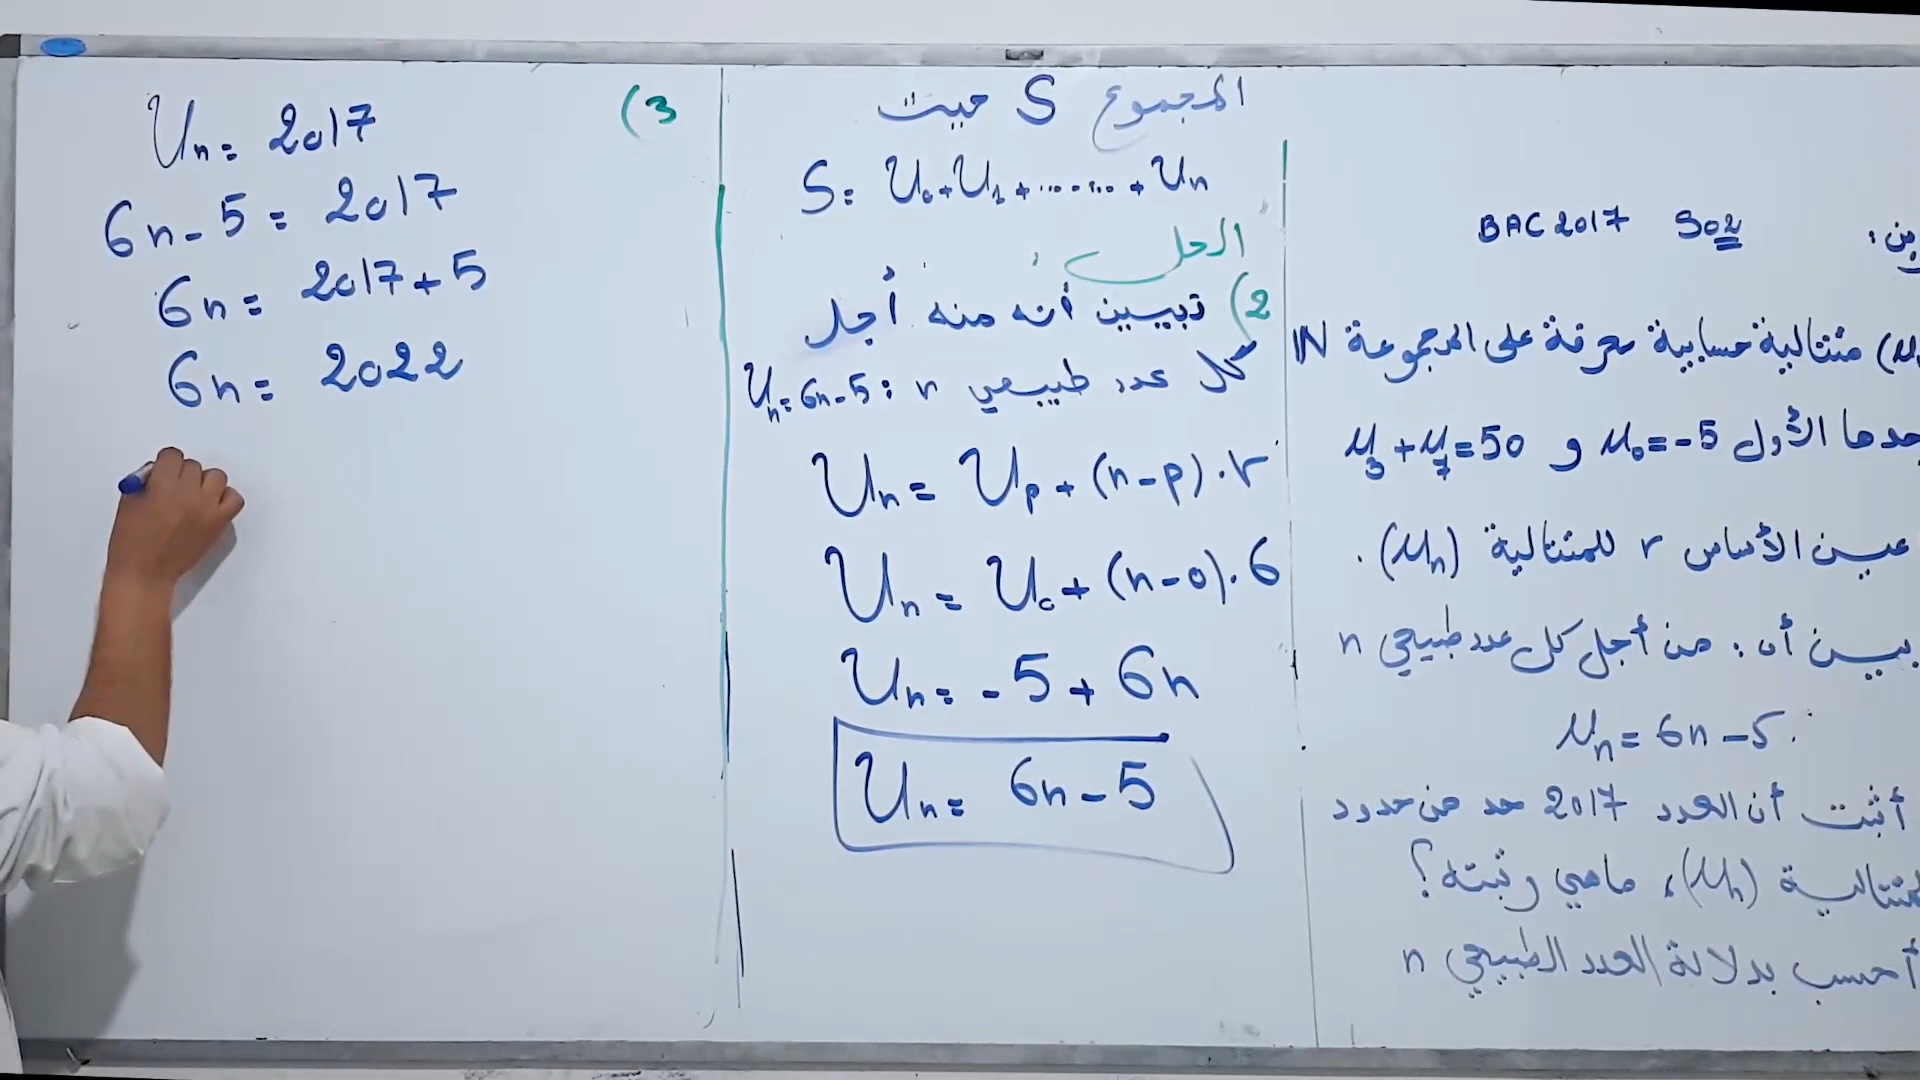 BAC 2017 S02
متتالية حسابية معرفة على المجموعة IN
حدها الأول u₀=-5 و u₃+u₇=50
عين الأساس r للمتتالية (uₙ).
بين أن: من أجل كل عدد طبيعي n
uₙ=6n-5.
أثبت أن العدد 2017 حد من حدود
(uₙ)، ماهي رتبته؟
أحسب بدلالة العدد الطبيعي n
المجموع S حيث
S= U₀+U₁+........+Uₙ
الحل:
2) تبيين أنه من أجل
كل عدد طبيعي n: Uₙ=6n-5
Uₙ= Uₚ+(n-p).r
Uₙ= U₀+(n-0).6
Uₙ= -5+6n
Uₙ= 6n-5
3)
Uₙ= 2017
6n-5= 2017
6n= 2017+5
6n= 2022